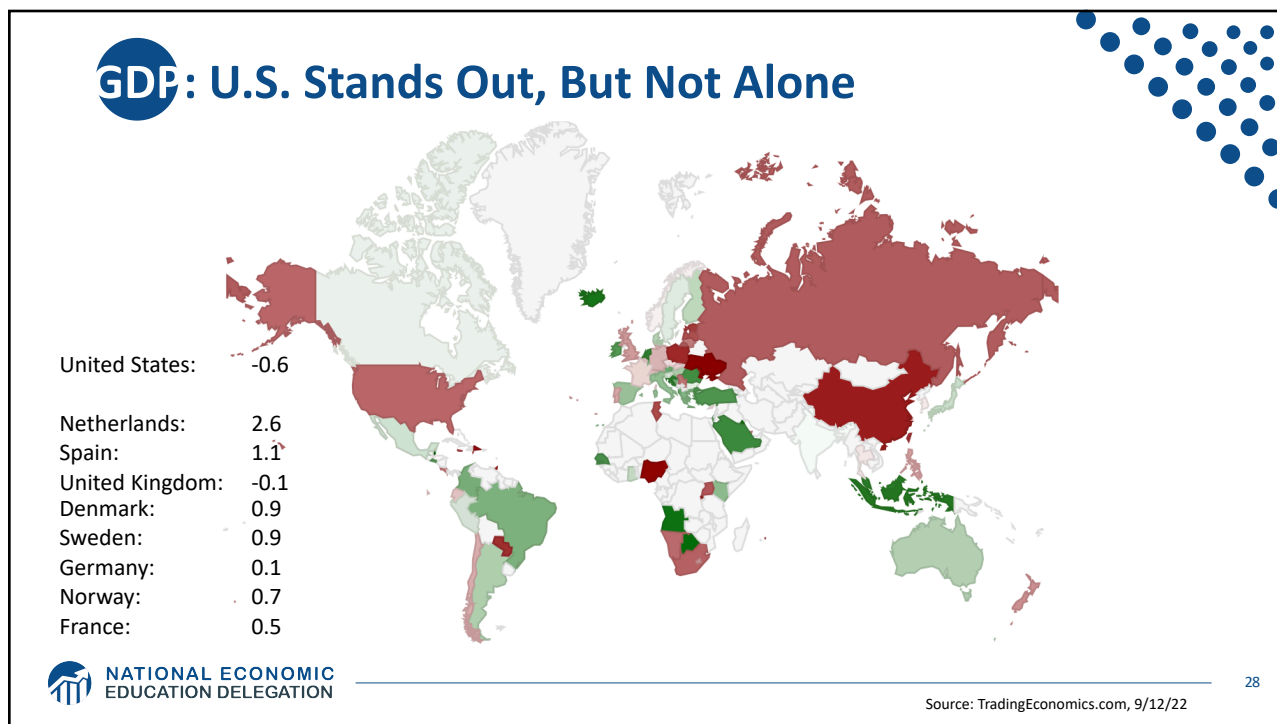 GDP: U.S. Stands Out, But Not Alone
United States: -0.6
Netherlands: 2.6
Spain: 1.1
United Kingdom: -0.1
Denmark: 0.9
Sweden: 0.9
Germany: 0.1
Norway: 0.7
France: 0.5
NATIONAL ECONOMIC
EDUCATION DELEGATION
28
Source: TradingEconomics.com, 9/12/22